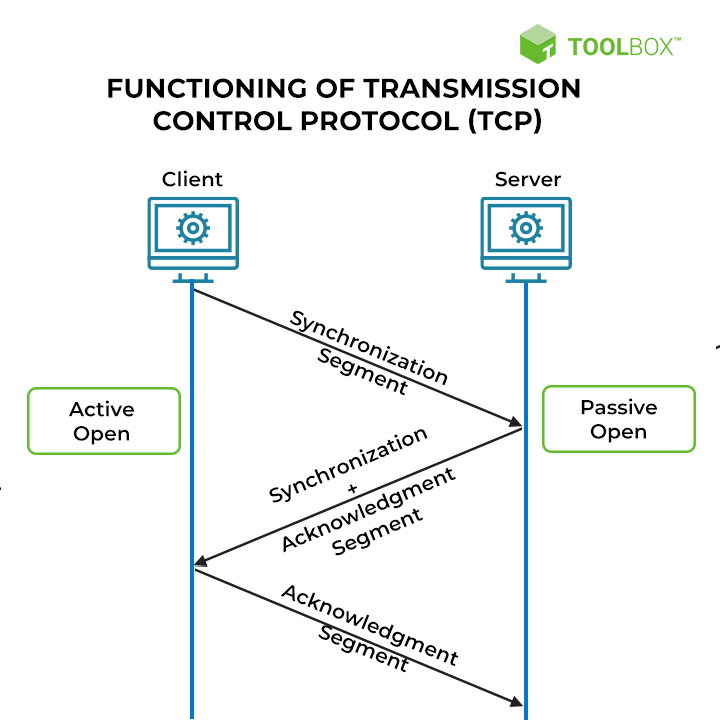 TOOLBOX™
FUNCTIONING OF TRANSMISSION
CONTROL PROTOCOL (TCP)
Client
Server
Synchronization
Segment
Active
Open
Passive
Open
Synchronization
+
Acknowledgment
Segment
Acknowledgment
Segment